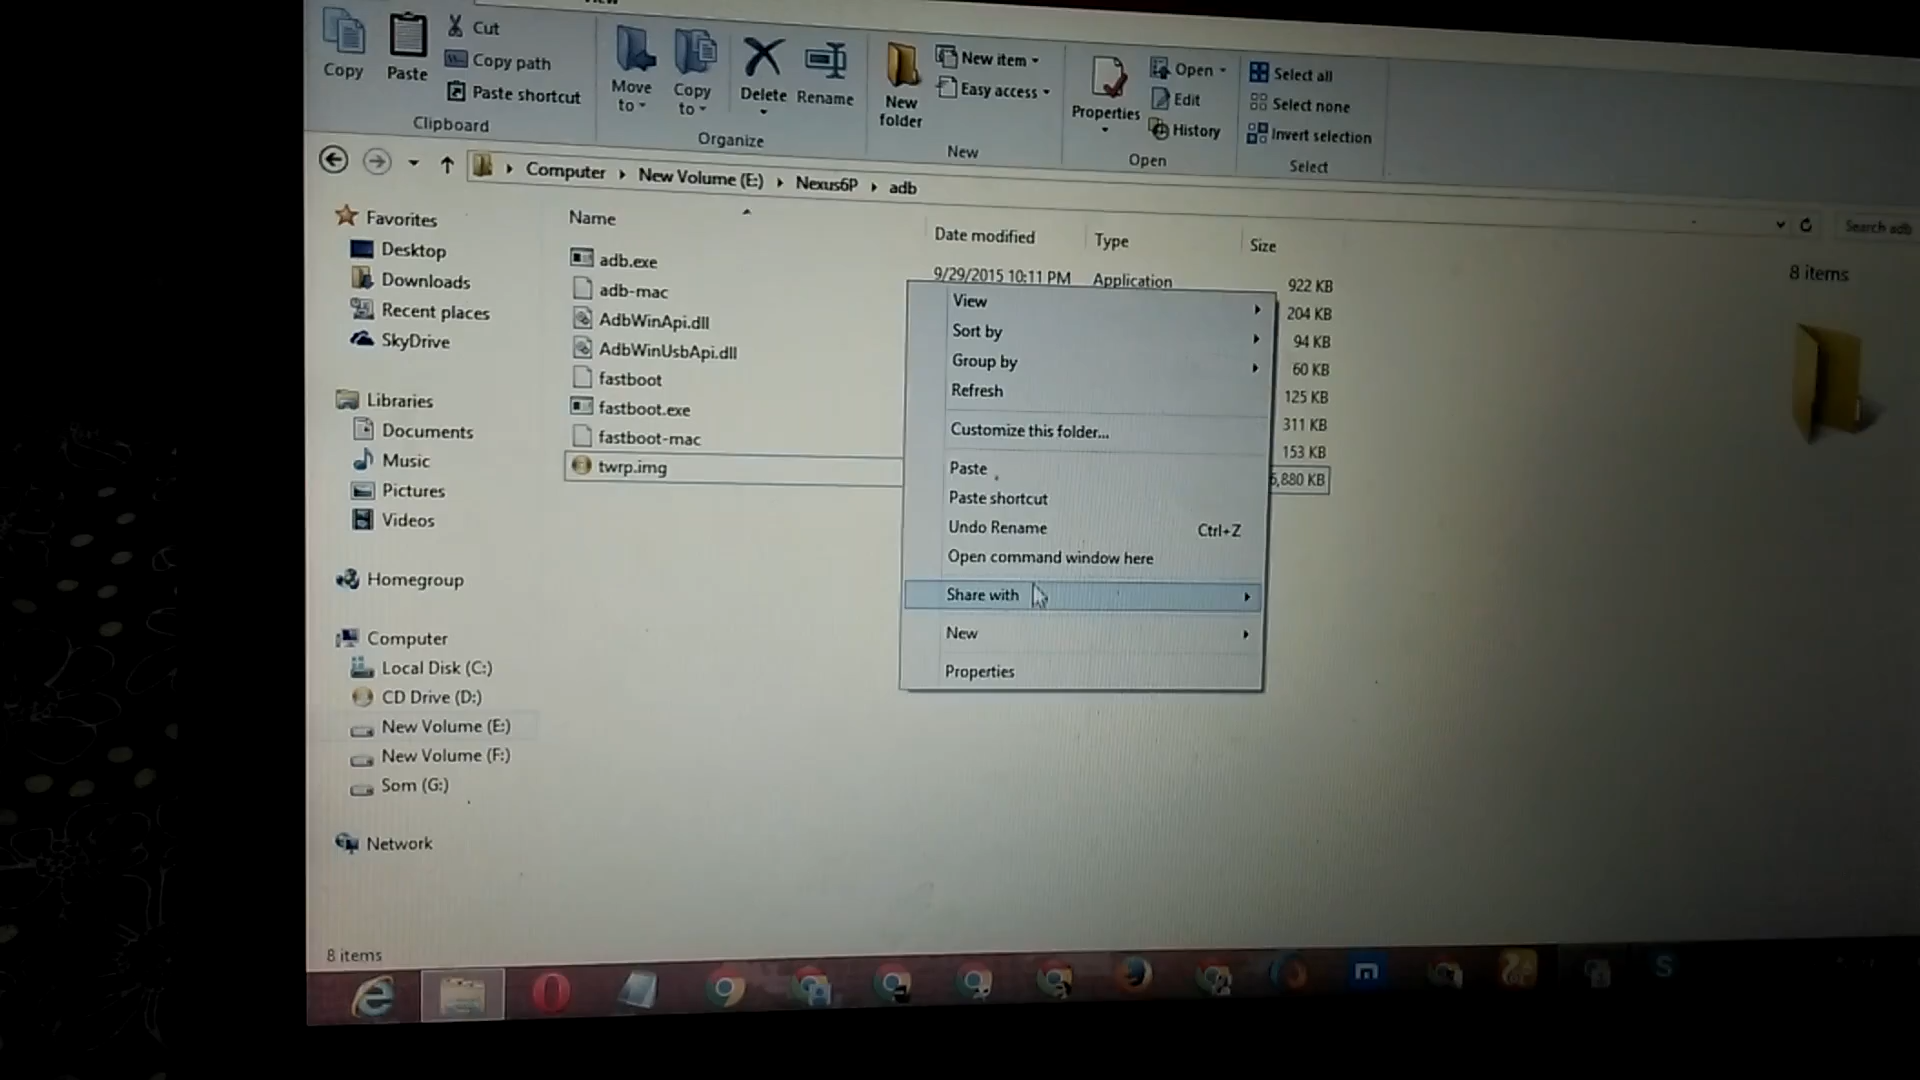 View
Copy
Paste
Cut
Copy path
Paste shortcut
Clipboard
Move to
Copy to
Delete
Rename
Organize
New folder
New item
Easy access
New
Properties
Open
Edit
History
Open
Select all
Select none
Invert selection
Select
Computer New Volume (E:) Nexus6P adb
Search adb
Favorites
Desktop
Downloads
Recent places
SkyDrive
Libraries
Documents
Music
Pictures
Videos
Homegroup
Computer
Local Disk (C:)
CD Drive (D:)
New Volume (E:)
New Volume (F:)
Som (G:)
Network
Name Date modified Type Size
adb.exe 9/29/2015 10:11 PM Application 922 KB
adb-mac 204 KB
AdbWinApi.dll 94 KB
AdbWinUsbApi.dll 60 KB
fastboot 125 KB
fastboot.exe 311 KB
fastboot-mac 153 KB
twrp.img 5,880 KB
View
Sort by
Group by
Refresh
Customize this folder...
Paste
Paste shortcut
Undo Rename Ctrl+Z
Open command window here
Share with
New
Properties
8 items
8 items